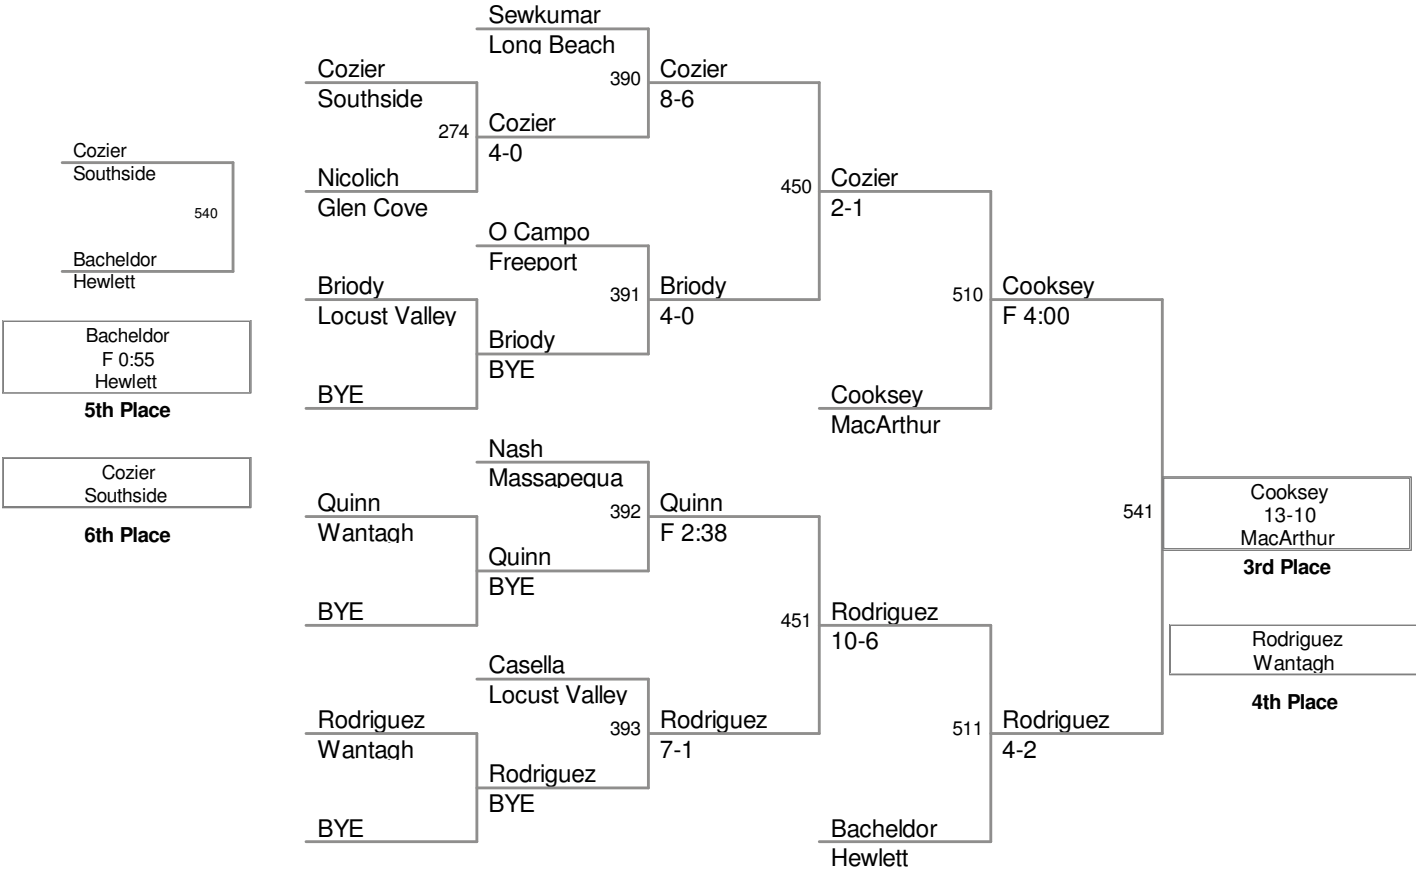 Sewkumar
Long Beach
390
Cozier
8-6
Cozier
Southside
274
Cozier
4-0
Nicolich
Glen Cove
450
Cozier
2-1
O Campo
Freeport
391
Briody
4-0
Briody
Locust Valley
Briody
BYE
BYE
510
Cooksey
F 4:00
Cooksey
MacArthur
Nash
Massapequa
392
Quinn
F 2:38
Quinn
Wantagh
Quinn
BYE
BYE
451
Rodriguez
10-6
Casella
Locust Valley
393
Rodriguez
7-1
Rodriguez
Wantagh
Rodriguez
BYE
BYE
511
Rodriguez
4-2
Bacheldor
Hewlett
541
Cooksey
13-10
MacArthur
3rd Place
Rodriguez
Wantagh
4th Place
Cozier
Southside
540
Bacheldor
Hewlett
Bacheldor
F 0:55
Hewlett
5th Place
Cozier
Southside
6th Place